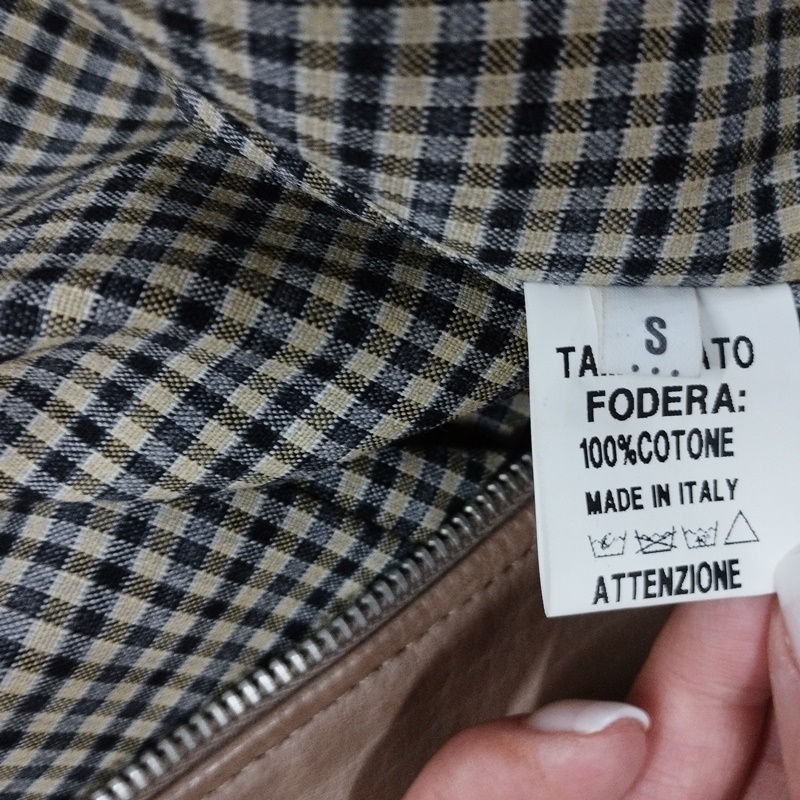 S
FODERA:
100%COTONE
MADE IN ITALY
ATTENZIONE